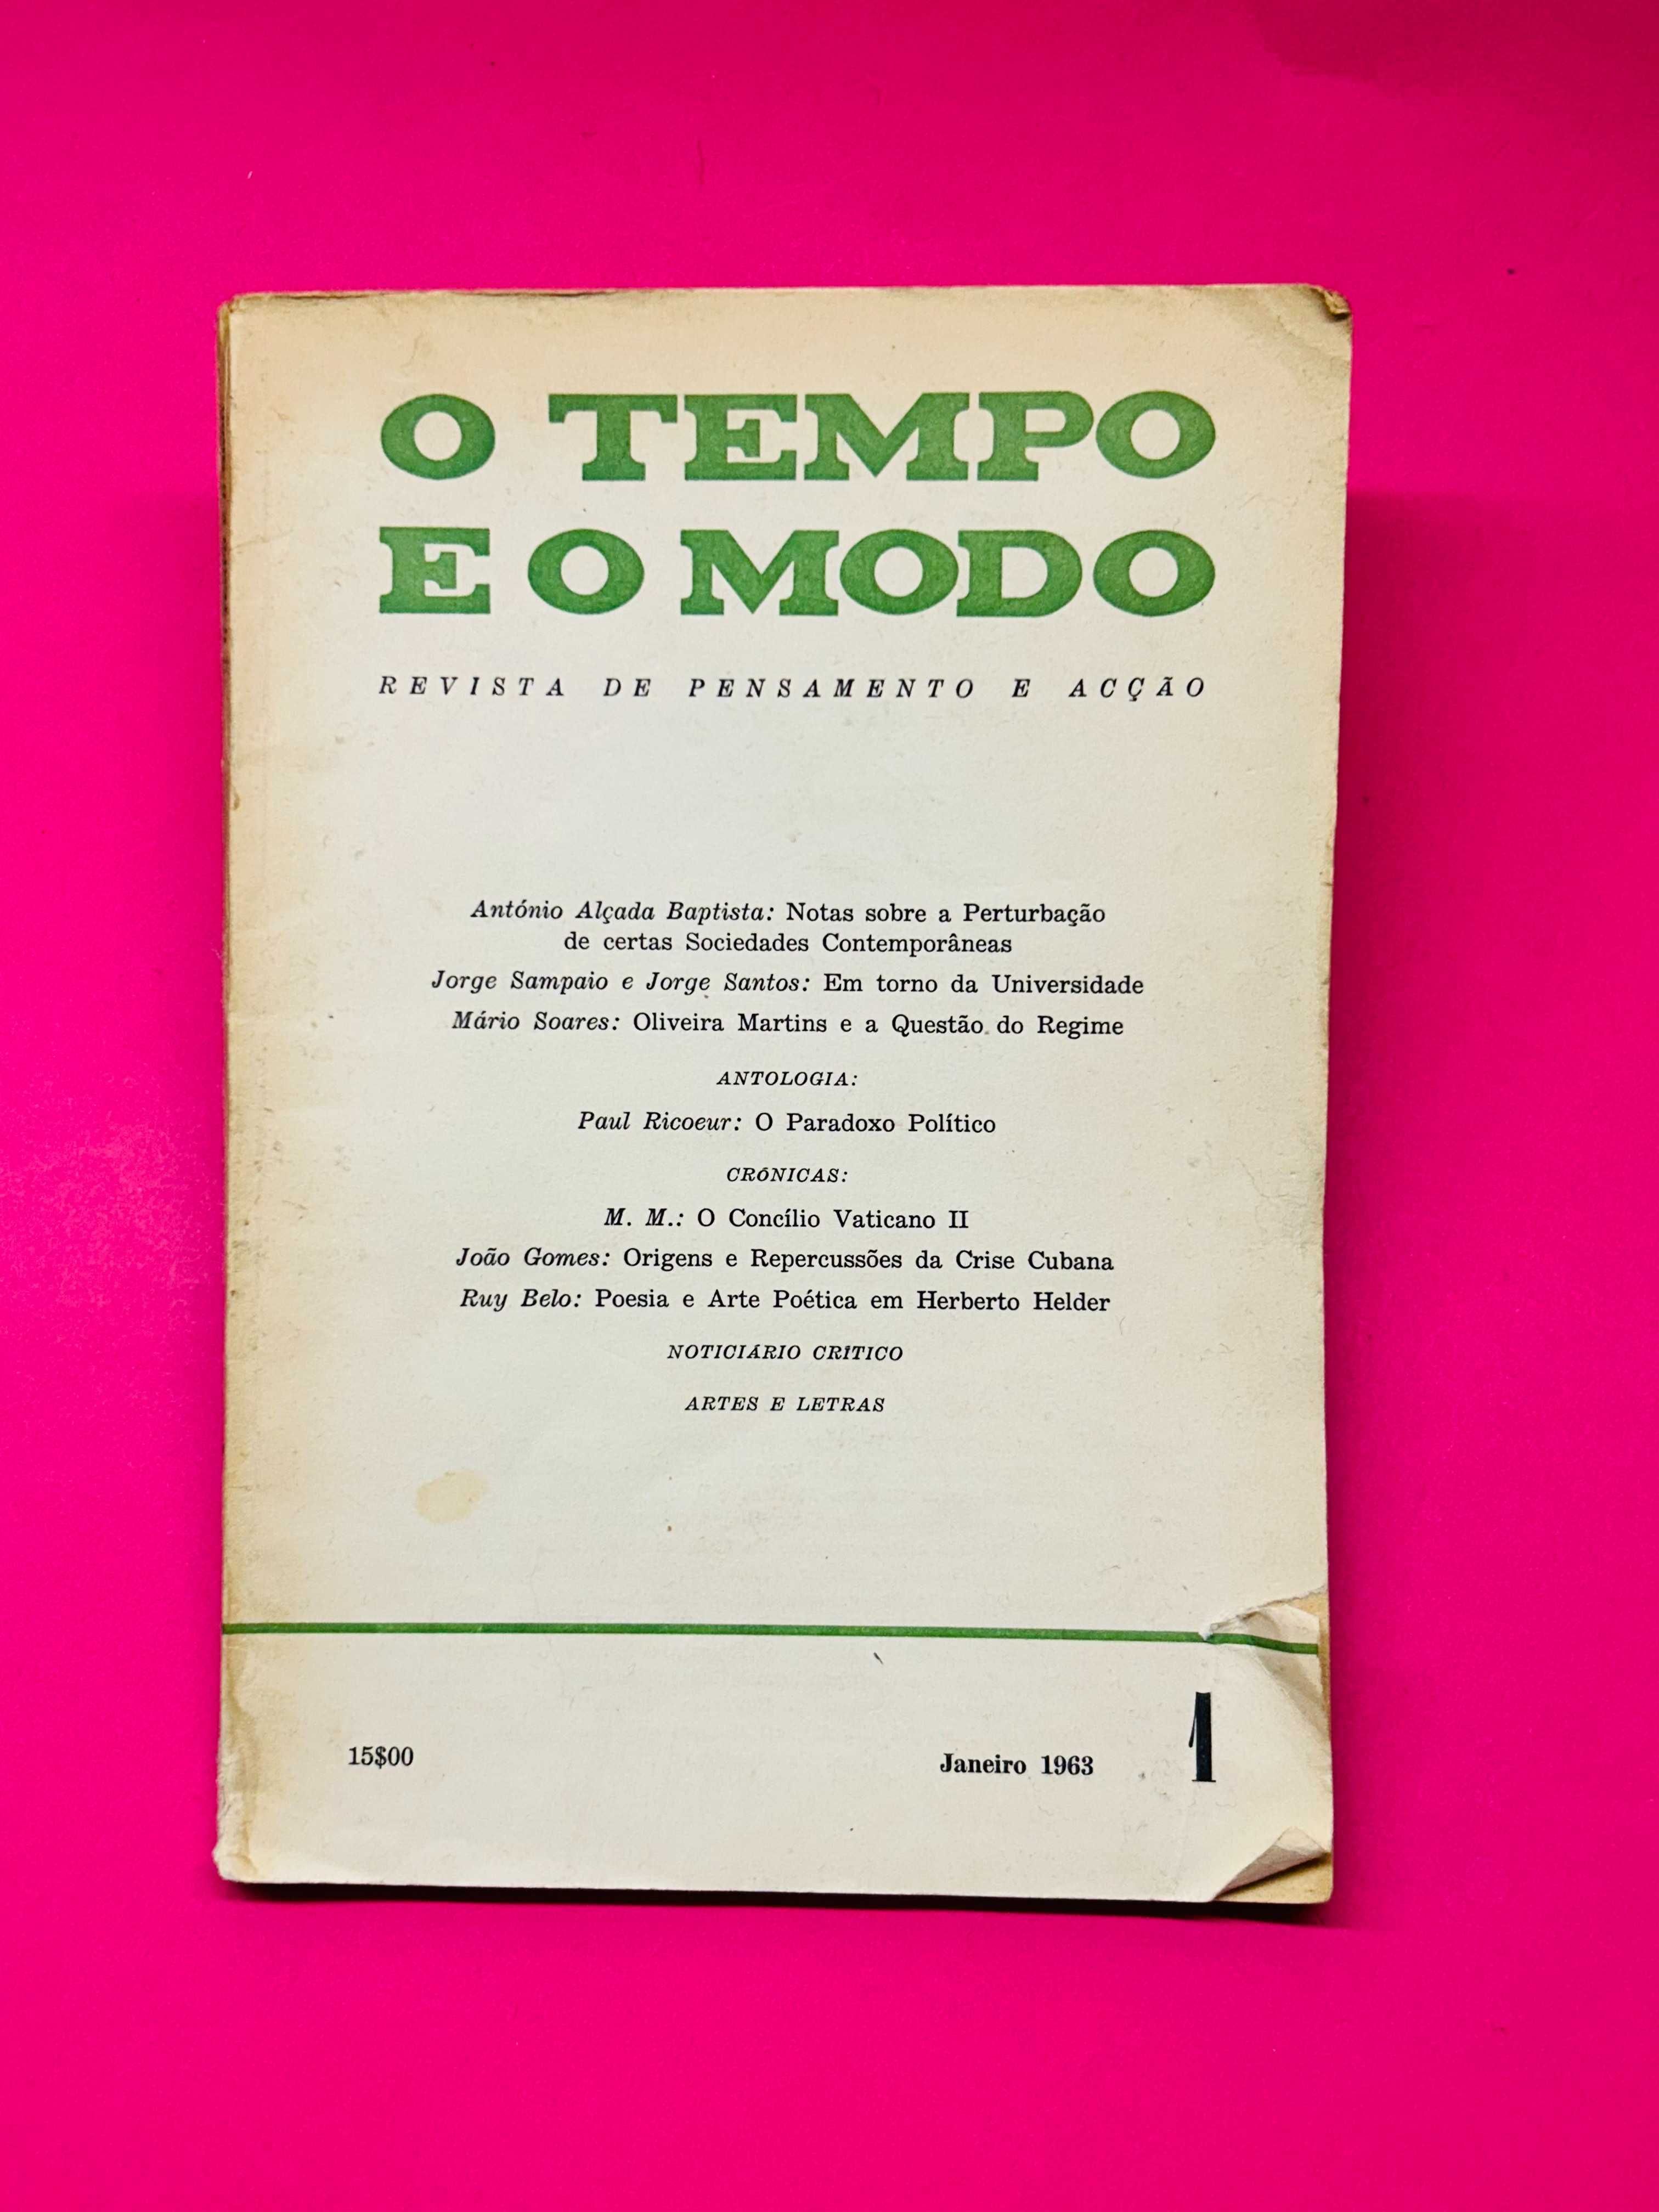 O TEMPO
E O MODO
REVISTA DE PENSAMENTO E ACÇÃO
António Alçada Baptista: Notas sobre a Perturbação
de certas Sociedades Contemporâneas
Jorge Sampaio e Jorge Santos: Em torno da Universidade
Mário Soares: Oliveira Martins e a Questão do Regime
ANTOLOGIA:
Paul Ricoeur: O Paradoxo Político
CRÓNICAS:
M. M.: O Concílio Vaticano II
João Gomes: Origens e Repercussões da Crise Cubana
Ruy Belo: Poesia e Arte Poética em Herberto Helder
NOTICIÁRIO CRÍTICO
ARTES E LETRAS
15$00
Janeiro 1963 1